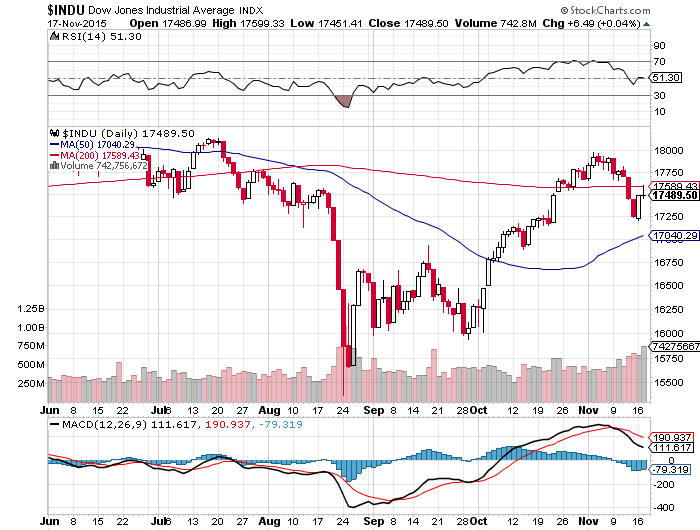 $INDU Dow Jones Industrial Average INDX © StockCharts.com
17-Nov-2015 Open 17486.99 High 17599.33 Low 17451.41 Close 17489.50 Volume 742.8M Chg +6.49 (+0.04%)
RSI(14) 51.30
90
70
51.30
30
10
$INDU (Daily) 17489.50
MA(50) 17040.29
MA(200) 17589.43
Volume 742,756,672
18000
17750
17589.43
17489.50
17250
17040.29
16750
16500
16250
16000
15750
15500
1.25B
1.00B
750M
500M
250M
74275667
Jun 8 15 22 Jul 6 13 20 27 Aug 10 17 24 Sep 8 14 21 28 Oct 12 19 26 Nov 9 16
MACD(12,26,9) 111.617, 190.937, -79.319
190.937
111.617
0
-79.319
-200
-400
Jun 8 15 22 Jul 6 13 20 27 Aug 10 17 24 Sep 8 14 21 28 Oct 12 19 26 Nov 9 16